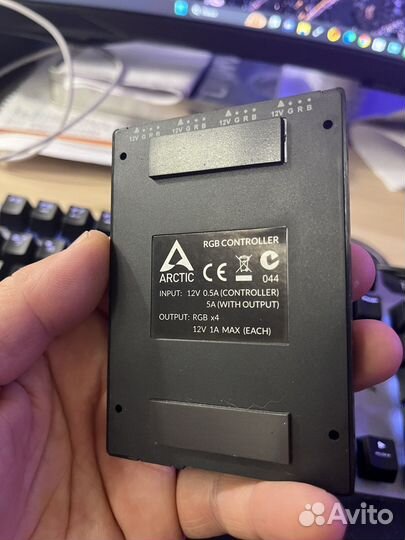 12V G R B 12V G R B 12V G R B 12V G R B
RGB CONTROLLER
ARCTIC
CE
044
INPUT: 12V 0.5A (CONTROLLER)
5A (WITH OUTPUT)
OUTPUT: RGB x4
12V 1A MAX (EACH)
Avito